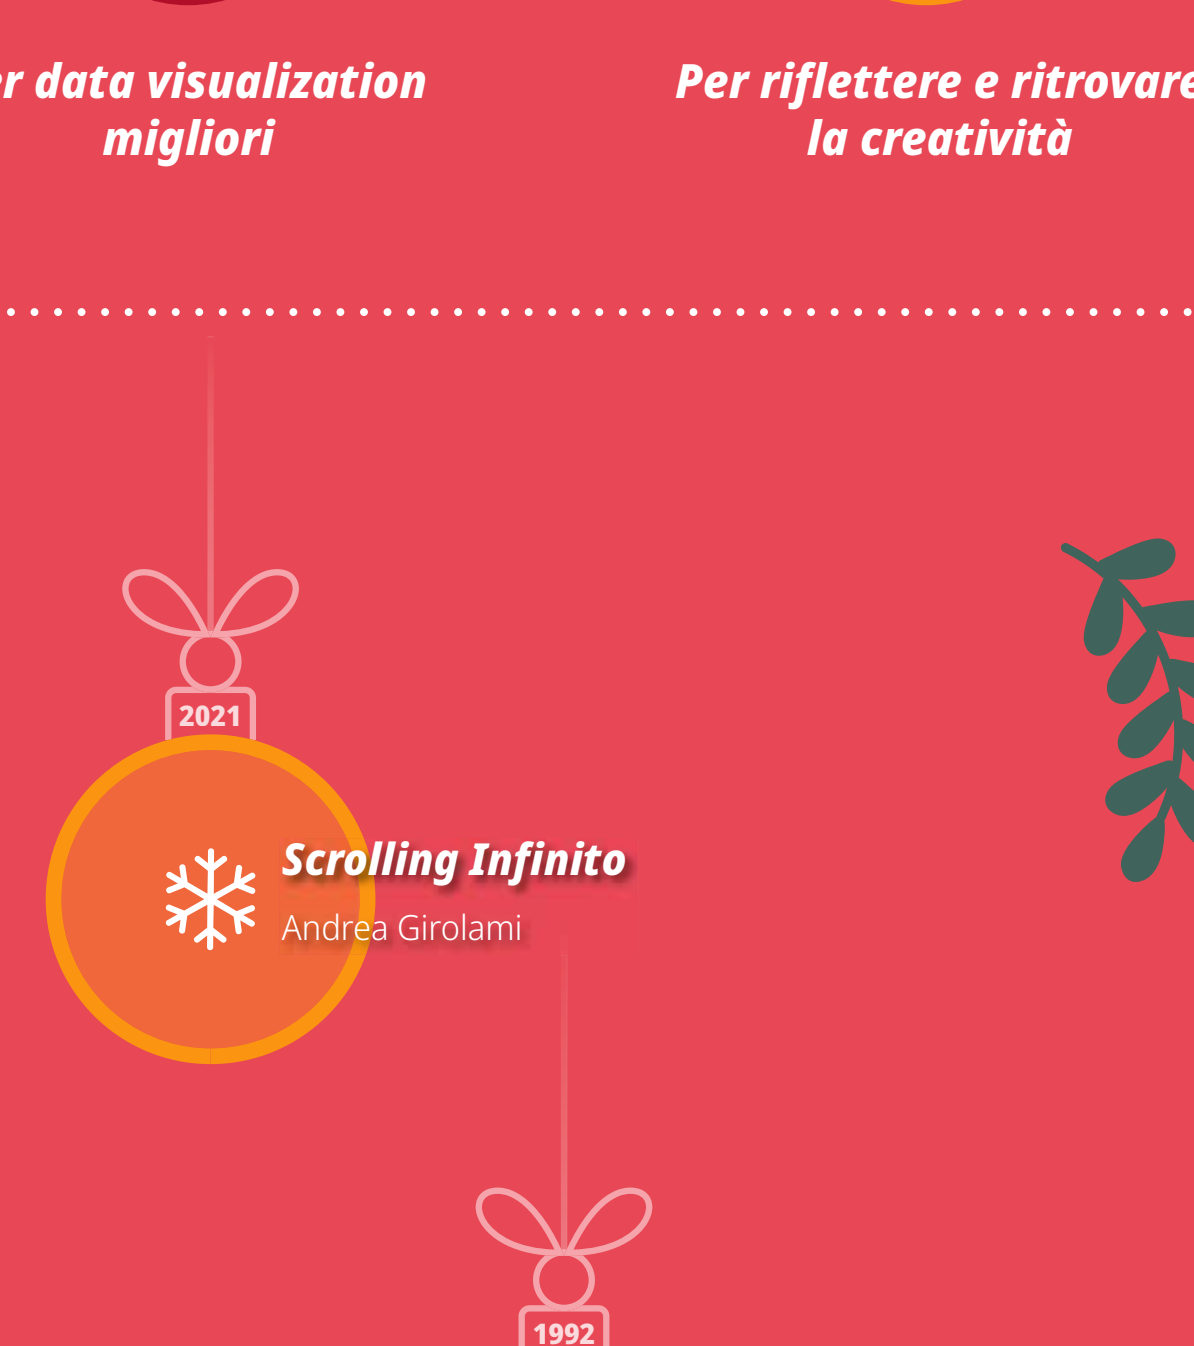 data visualization
migliori
Per riflettere e ritrovare
la creatività
2021
Scrolling Infinito
Andrea Girolami
1992